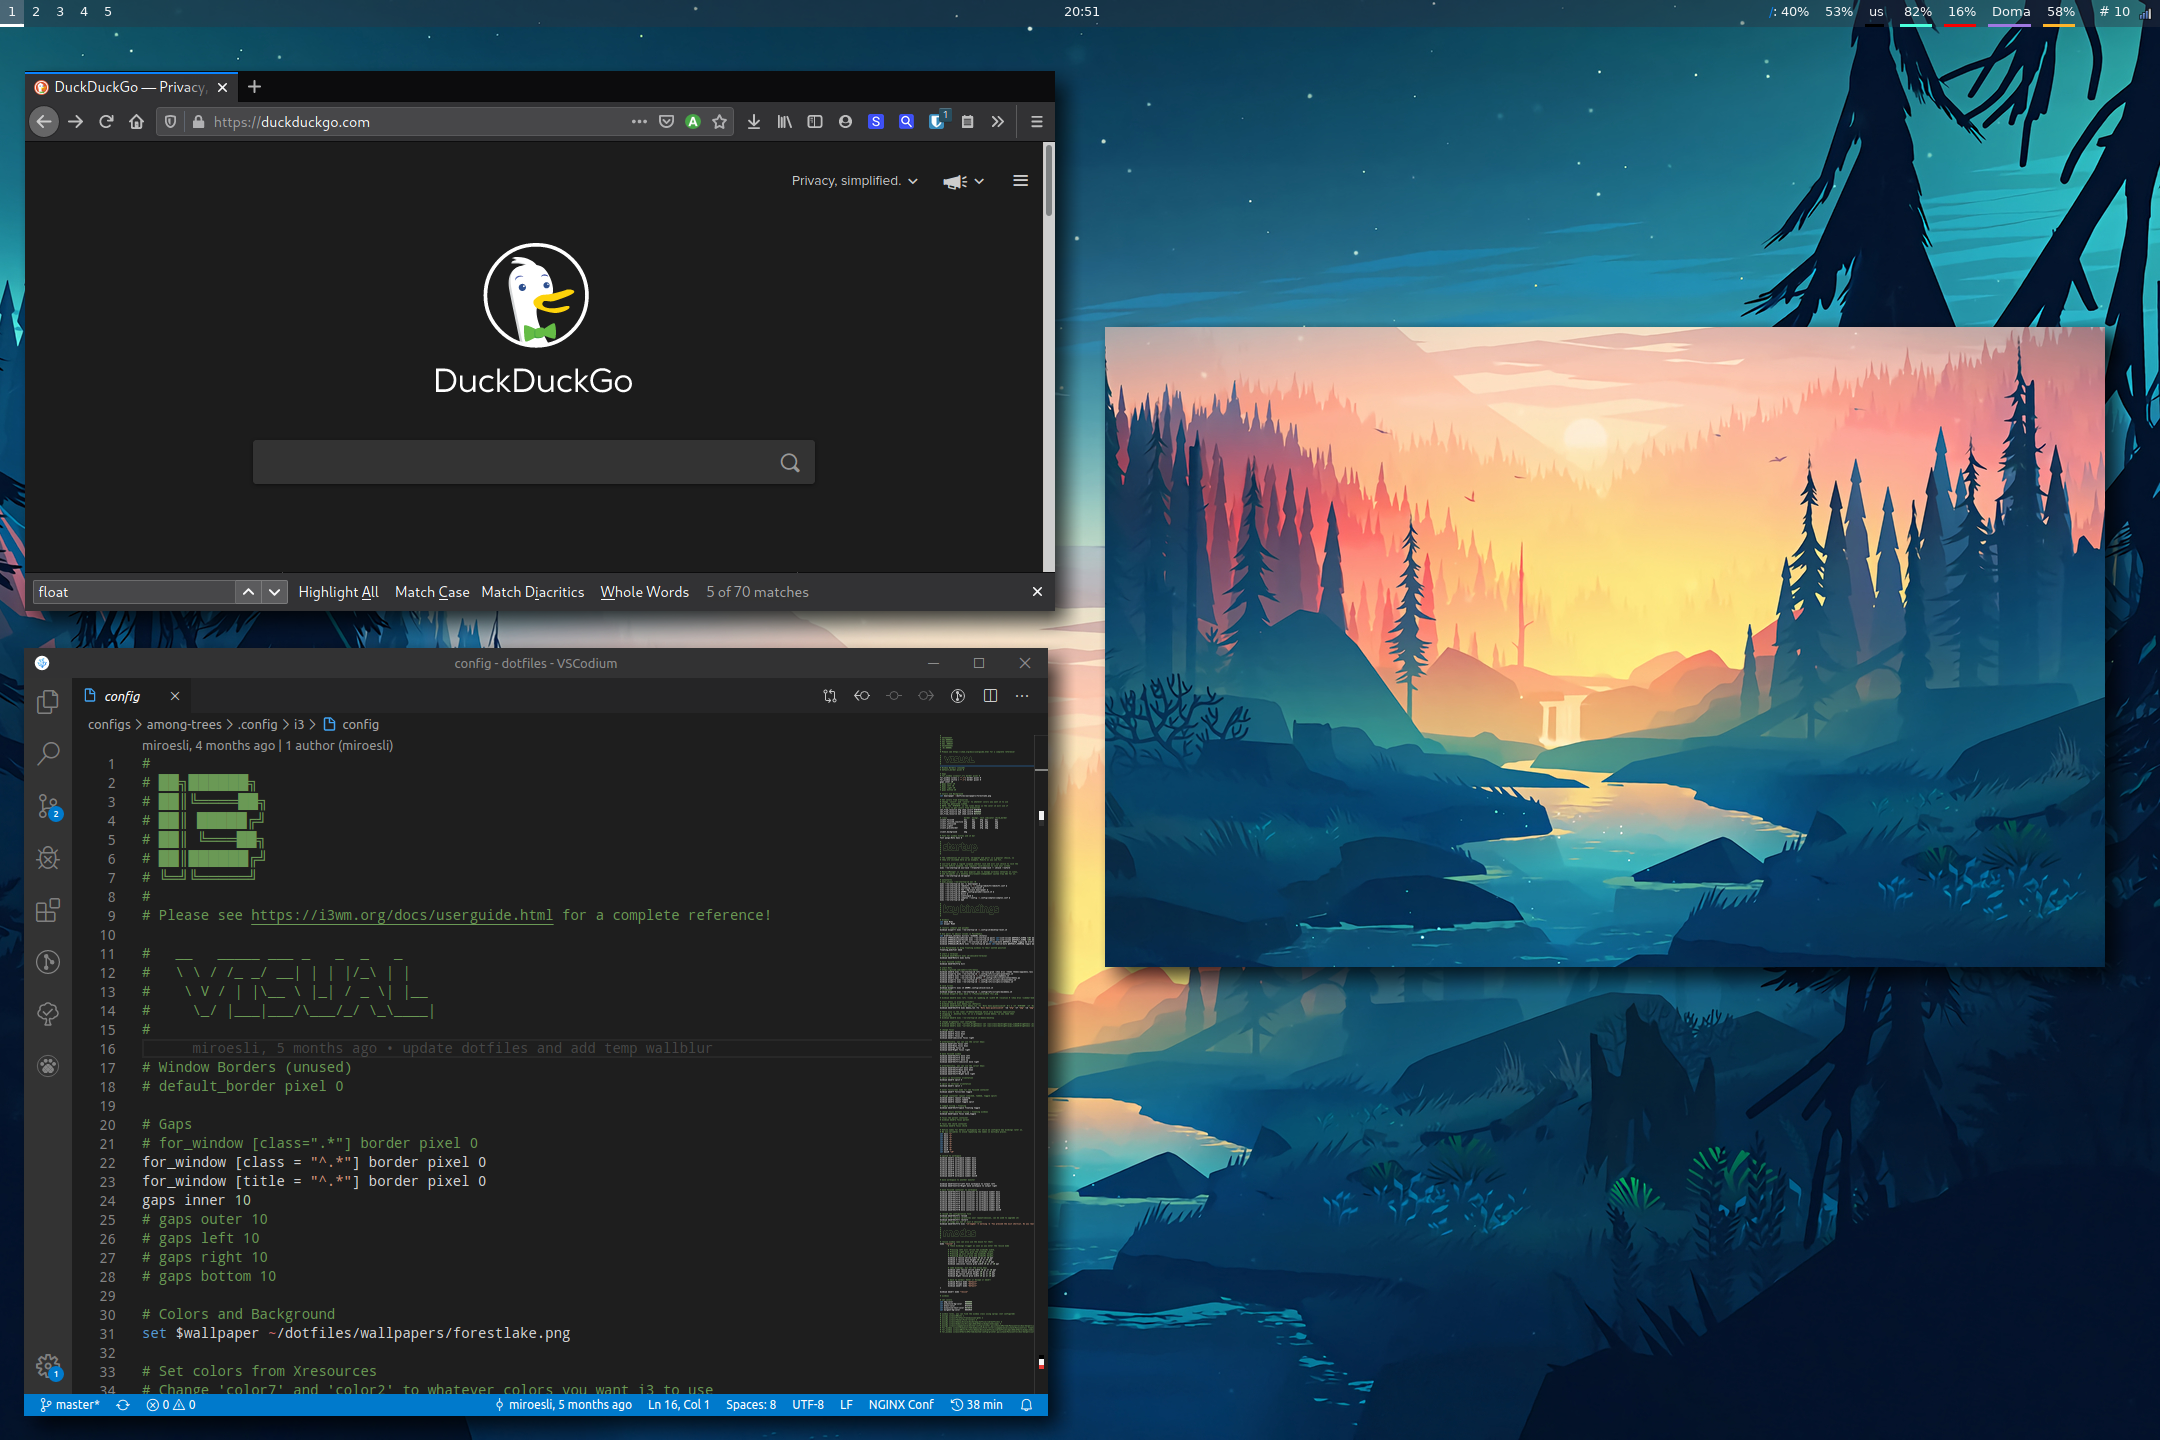 1 2 3 4 5
20:51
/: 40% 53% us 82% 16% Doma 58% # 10
DuckDuckGo — Privacy,
https://duckduckgo.com
A
S
1
Privacy, simplified.
DuckDuckGo
float
Highlight All Match Case Match Diacritics Whole Words 5 of 70 matches
config - dotfiles - VSCodium
config
configs > among-trees > .config > i3 > config
miroesli, 4 months ago | 1 author (miroesli)
1 #
2 #
3 #
4 #
5 #
6 #
7 #
8 #
9 # Please see https://i3wm.org/docs/userguide.html for a complete reference!
10
11 #
12 #
13 #
14 #
15 #
16 miroesli, 5 months ago • update dotfiles and add temp wallblur
17 # Window Borders (unused)
18 # default_border pixel 0
19
20 # Gaps
21 # for_window [class=".*"] border pixel 0
22 for_window [class = "^.*"] border pixel 0
23 for_window [title = "^.*"] border pixel 0
24 gaps inner 10
25 # gaps outer 10
26 # gaps left 10
27 # gaps right 10
28 # gaps bottom 10
29
30 # Colors and Background
31 set $wallpaper ~/dotfiles/wallpapers/forestlake.png
32
33 # Set colors from Xresources
34 # Change 'color7' and 'color2' to whatever colors you want i3 to use
2
1
master* 0 0 miroesli, 5 months ago Ln 16, Col 1 Spaces: 8 UTF-8 LF NGINX Conf 38 min